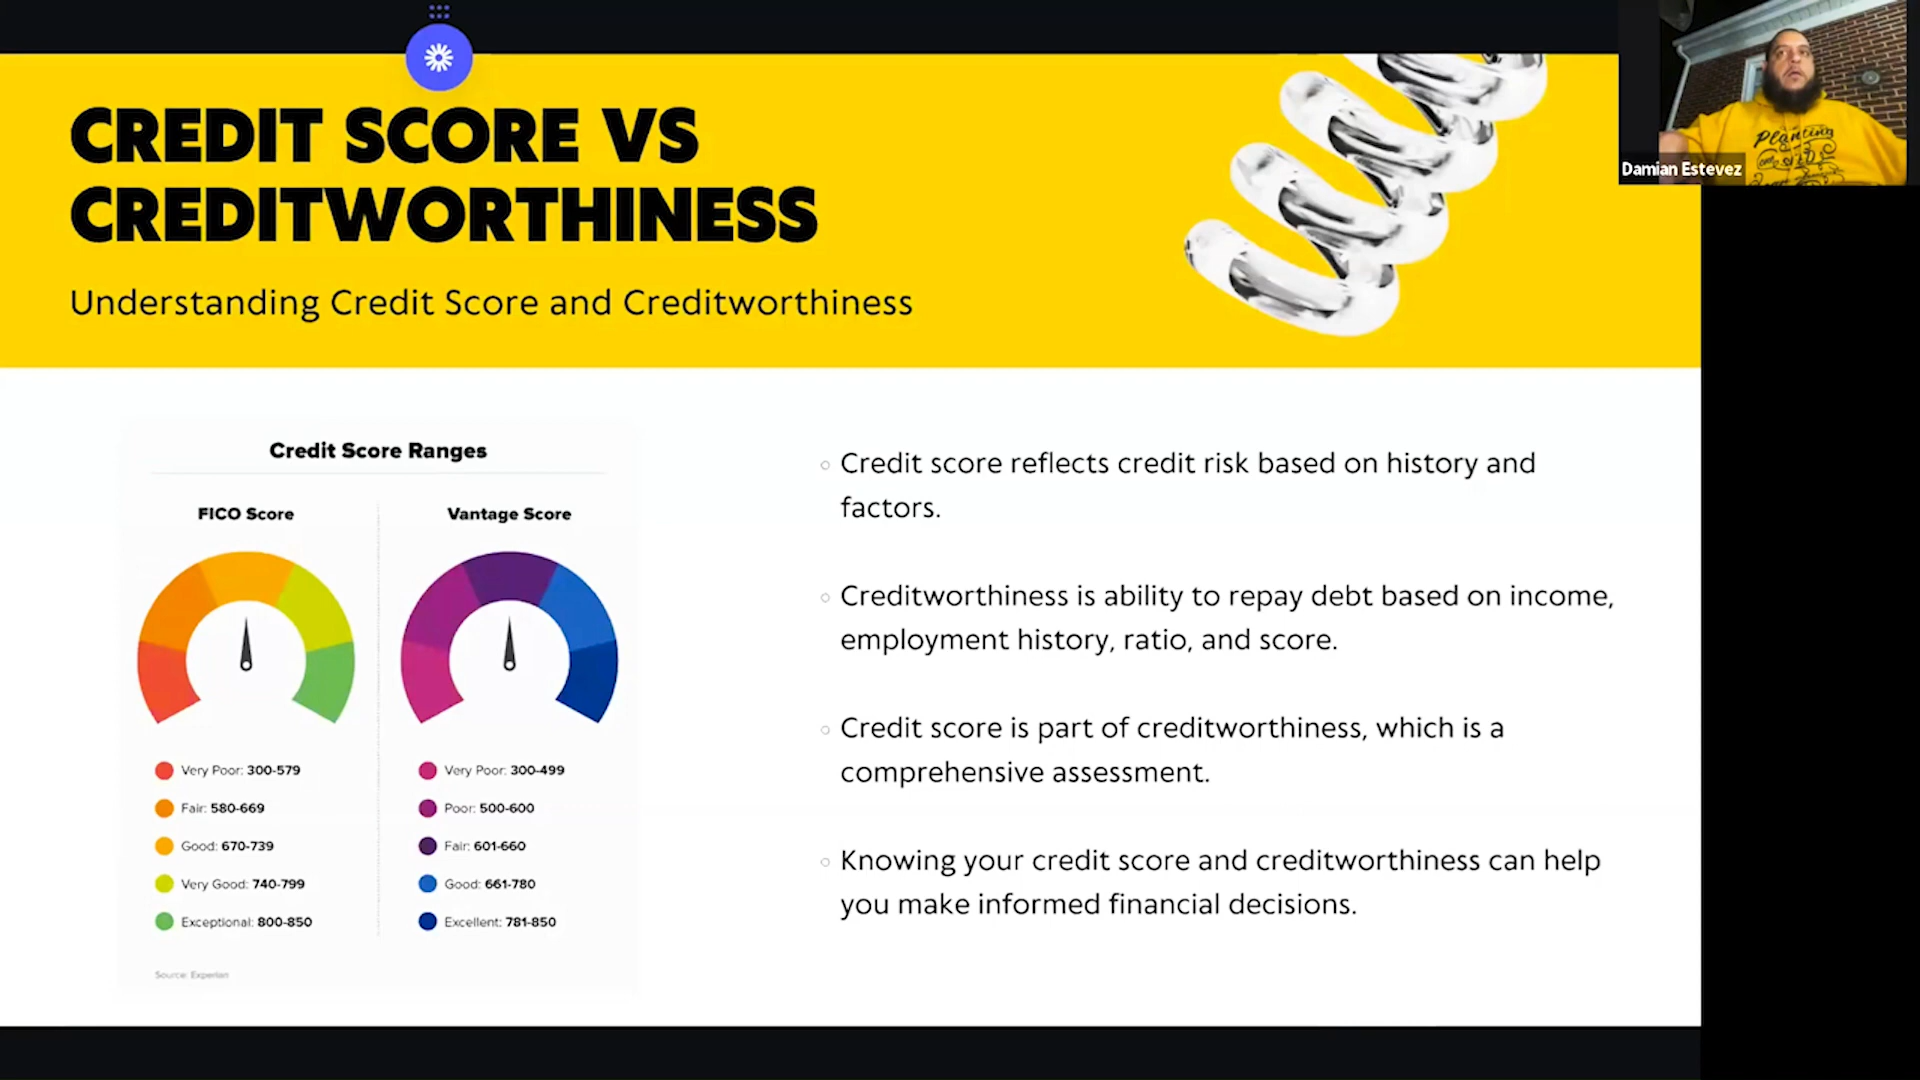 CREDIT SCORE VS
CREDITWORTHINESS
Understanding Credit Score and Creditworthiness
Damian Estevez
Planting
Credit Score Ranges
FICO Score
Very Poor: 300-579
Fair: 580-669
Good: 670-739
Very Good: 740-799
Exceptional: 800-850
Vantage Score
Very Poor: 300-499
Poor: 500-600
Fair: 601-660
Good: 661-780
Excellent: 781-850
Source: Experian
Credit score reflects credit risk based on history and
factors.
Creditworthiness is ability to repay debt based on income,
employment history, ratio, and score.
Credit score is part of creditworthiness, which is a
comprehensive assessment.
Knowing your credit score and creditworthiness can help
you make informed financial decisions.